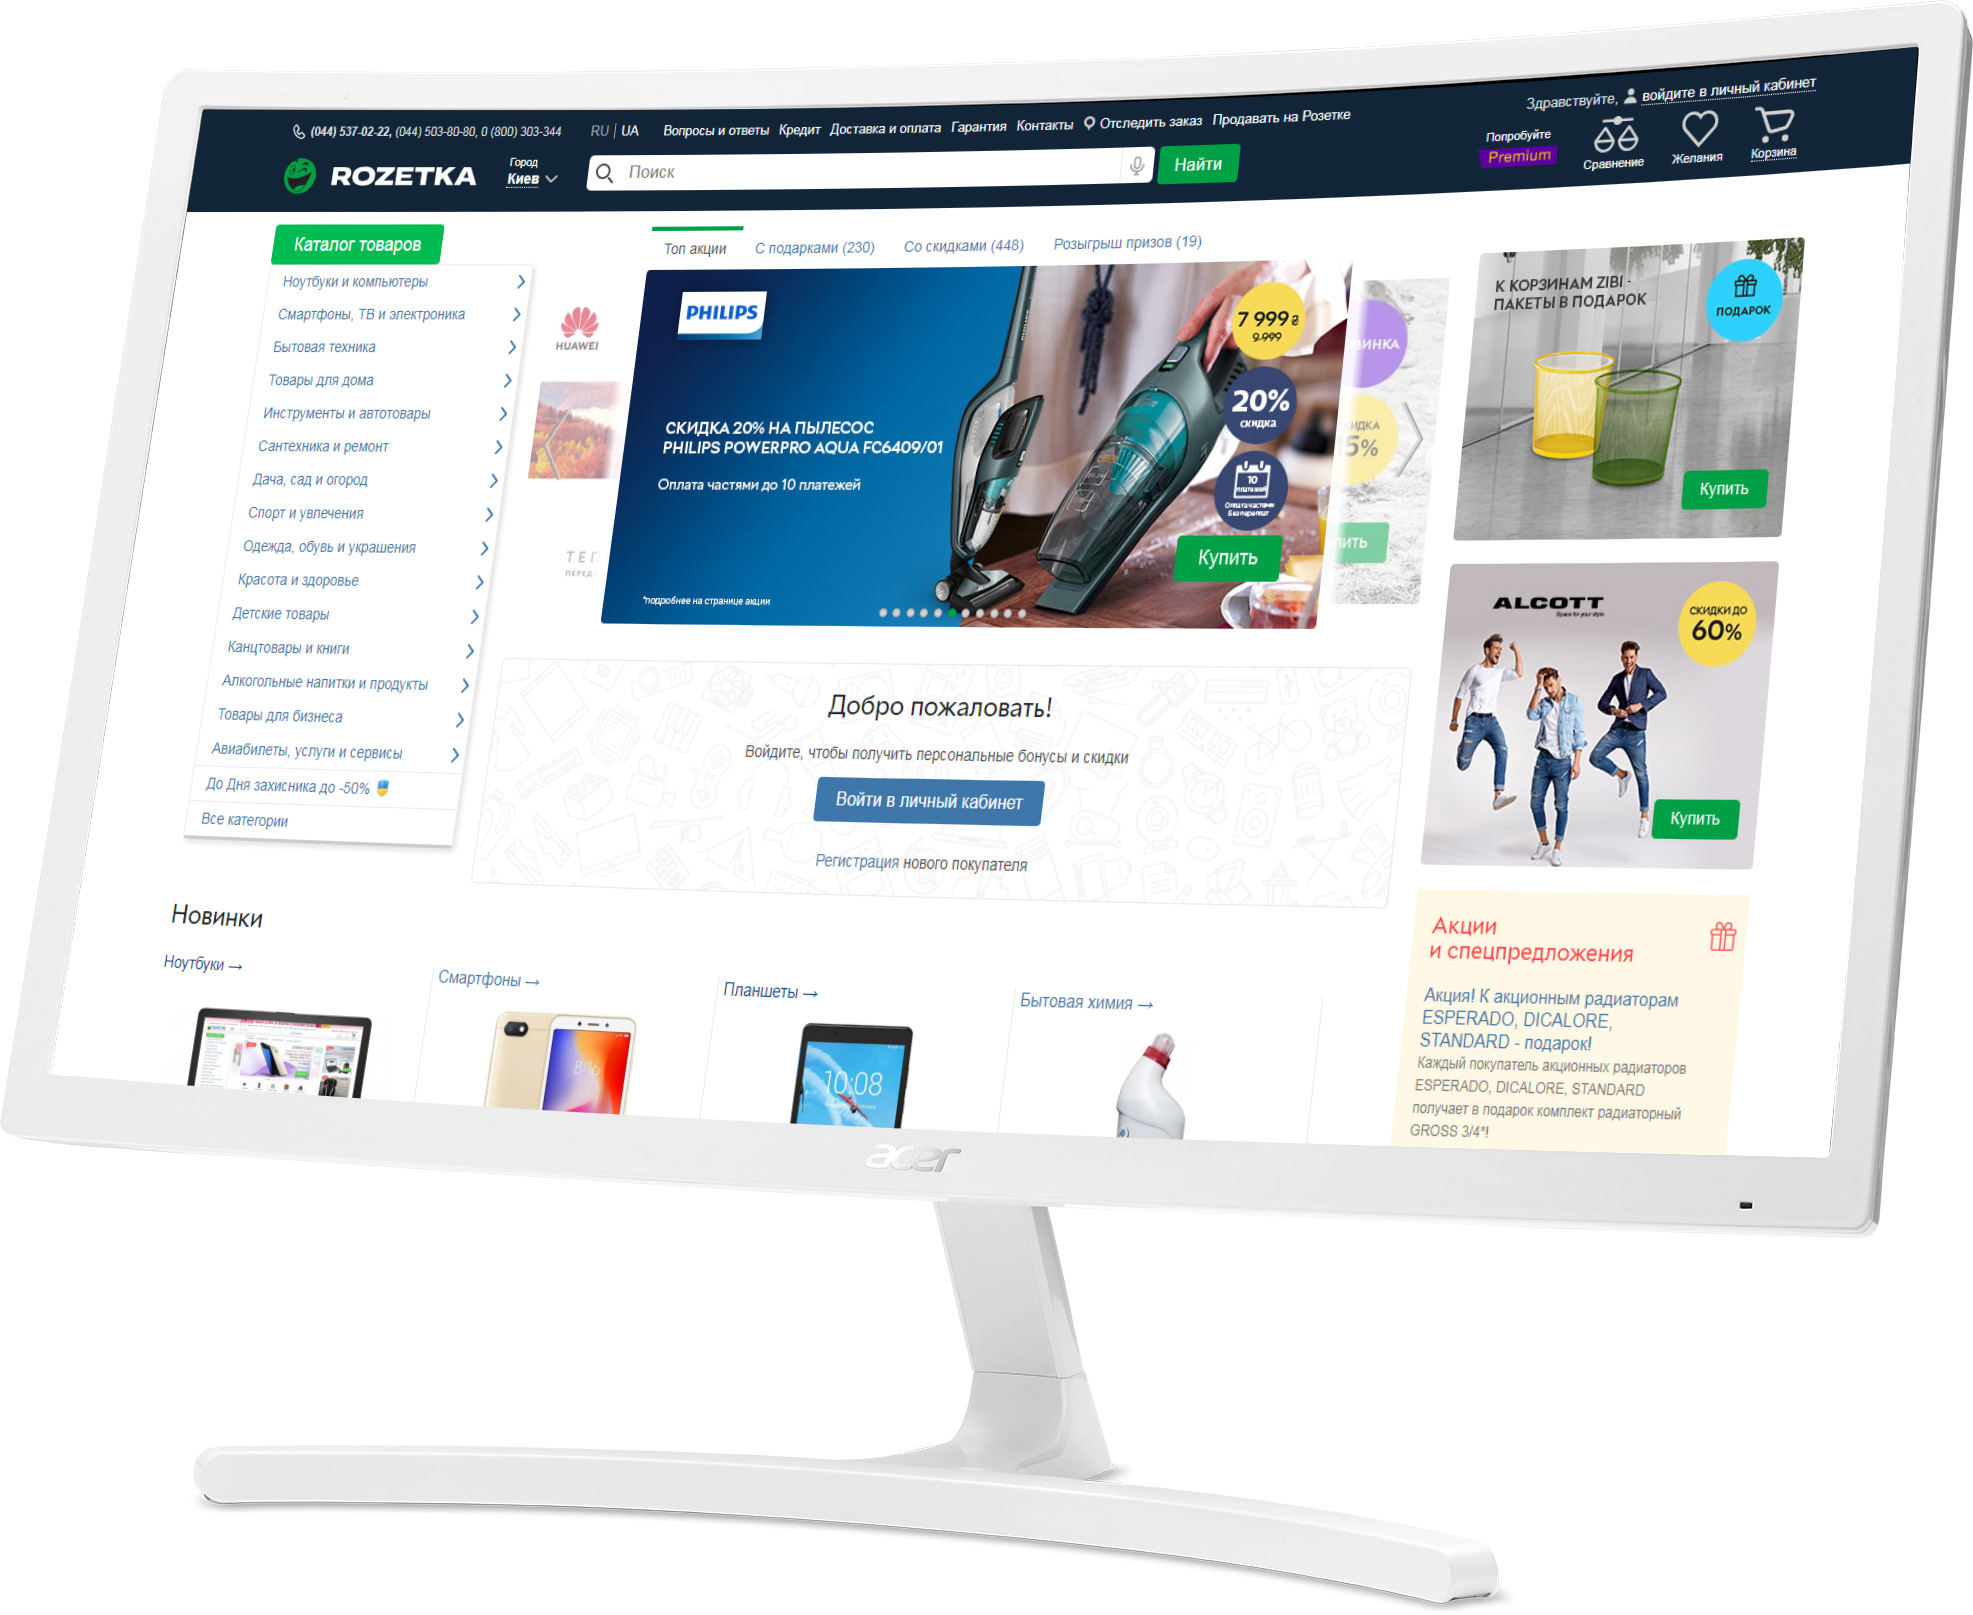 (044) 537-02-22, (044) 503-80-80, 0 (800) 303-344
RU | UA
Вопросы и ответы Кредит Доставка и оплата Гарантия Контакты Отследить заказ Продавать на Розетке
Здравствуйте, войдите в личный кабинет
ROZETKA
Город
Киев
Поиск
Найти
Попробуйте
Premium
Сравнение
Желания
Корзина
Каталог товаров
Ноутбуки и компьютеры
Смартфоны, ТВ и электроника
Бытовая техника
Товары для дома
Инструменты и автотовары
Сантехника и ремонт
Дача, сад и огород
Спорт и увлечения
Одежда, обувь и украшения
Красота и здоровье
Детские товары
Канцтовары и книги
Алкогольные напитки и продукты
Товары для бизнеса
Авиабилеты, услуги и сервисы
До Дня захисника до -50%
Все категории
Топ акции
С подарками (230)
Со скидками (448)
Розыгрыш призов (19)
HUAWEI
PHILIPS
СКИДКА 20% НА ПЫЛЕСОС
PHILIPS POWERPRO AQUA FC6409/01
Оплата частями до 10 платежей
*подробнее на странице акции
7 999 ₴
9 999
20%
скидка
10
платежей
Оплата частями
Без переплат
Купить
К КОРЗИНАМ ZIBI -
ПАКЕТЫ В ПОДАРОК
ПОДАРОК
Купить
ALCOTT
Space for your style.
СКИДКИ ДО
60%
Купить
Добро пожаловать!
Войдите, чтобы получить персональные бонусы и скидки
Войти в личный кабинет
Регистрация нового покупателя
Новинки
Ноутбуки →
Смартфоны →
Планшеты →
Бытовая химия →
8:16
10:08
Акции
и спецпредложения
Акция! К акционным радиаторам
ESPERADO, DICALORE,
STANDARD - подарок!
Каждый покупатель акционных радиаторов
ESPERADO, DICALORE, STANDARD
получает в подарок комплект радиаторный
GROSS 3/4*!
acer